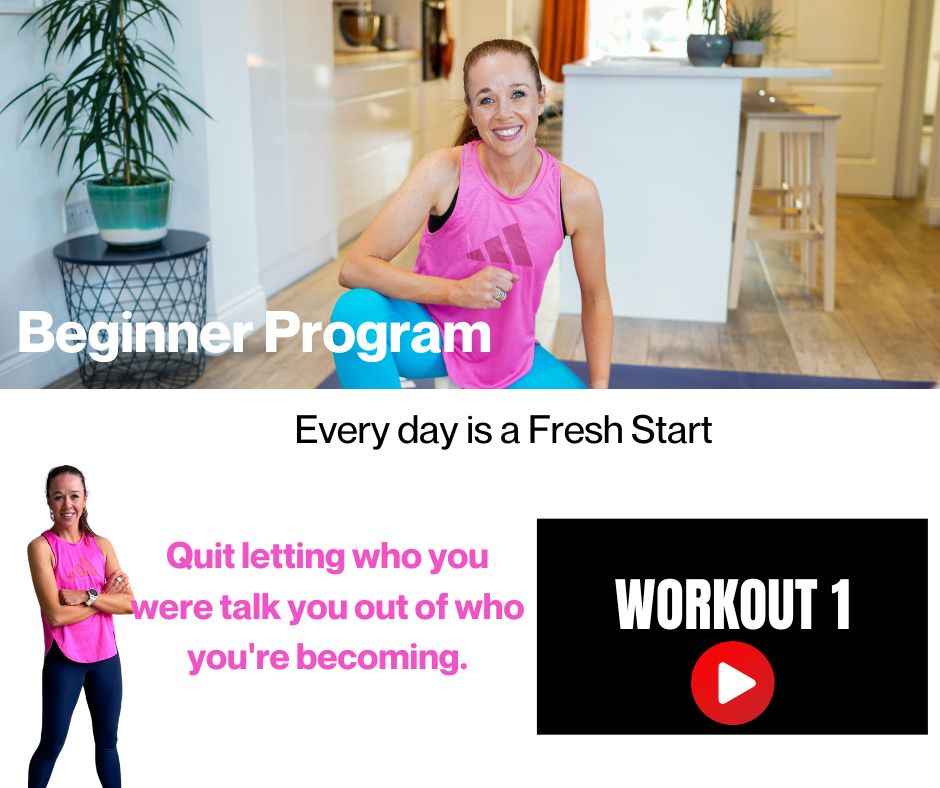 Beginner Program
Every day is a Fresh Start
Quit letting who you
were talk you out of who
you're becoming.
WORKOUT 1